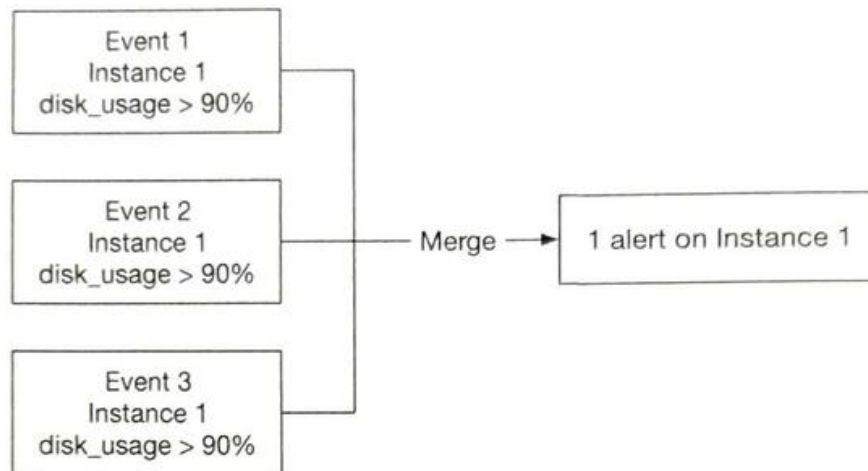 Event 1
Instance 1
disk_usage > 90%
Event 2
Instance 1
disk_usage > 90%
Merge
1 alert on Instance 1
Event 3
Instance 1
disk_usage > 90%